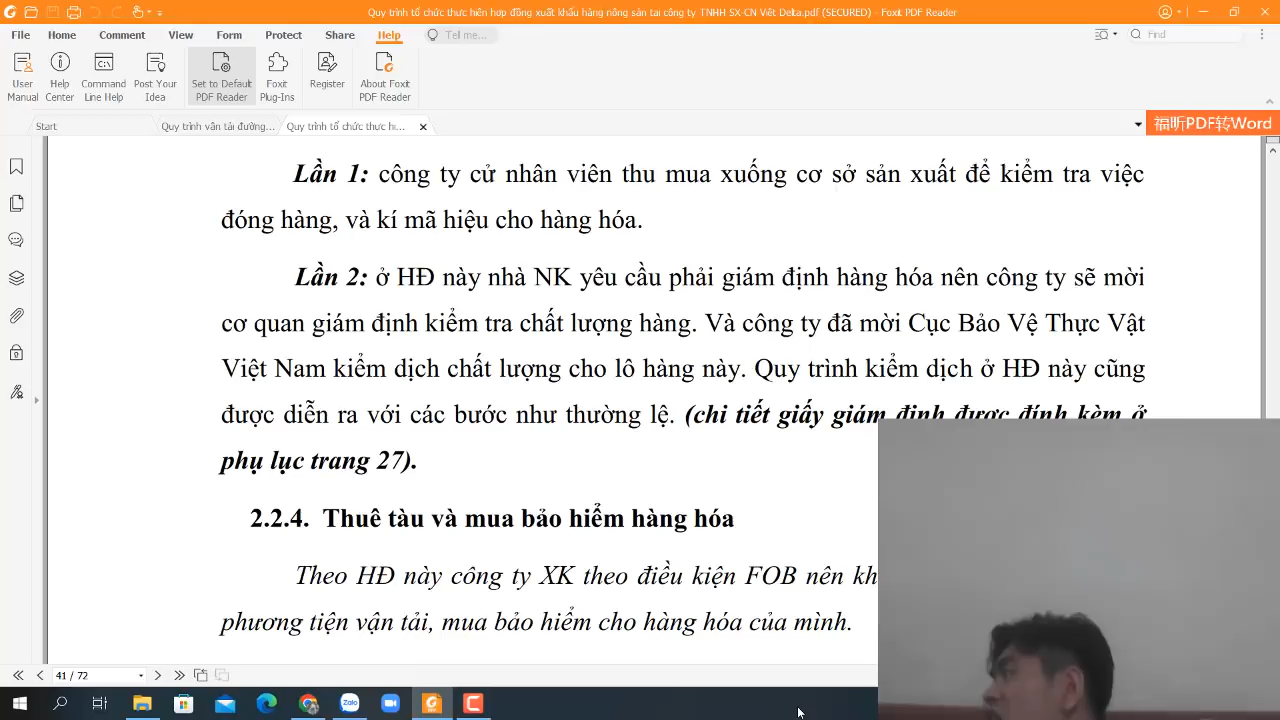 Quy trình tổ chức thực hiện hợp đồng xuất khẩu hàng nông sản tại công ty TNHH SX-CN Việt Delta.pdf (SECURED) - Foxit PDF Reader
File Home Comment View Form Protect Share Help Tell me... Find
User Manual
Help Center
Command Line Help
Post Your Idea
Set to Default PDF Reader
Foxit Plug-Ins
Register
About Foxit PDF Reader
Start Quy trình vận tải đường... Quy trình tổ chức thực hi... 福昕PDF转Word
Lần 1: công ty cử nhân viên thu mua xuống cơ sở sản xuất để kiểm tra việc
đóng hàng, và kí mã hiệu cho hàng hóa.
Lần 2: ở HĐ này nhà NK yêu cầu phải giám định hàng hóa nên công ty sẽ mời
cơ quan giám định kiểm tra chất lượng hàng. Và công ty đã mời Cục Bảo Vệ Thực Vật
Việt Nam kiểm dịch chất lượng cho lô hàng này. Quy trình kiểm dịch ở HĐ này cũng
được diễn ra với các bước như thường lệ. (chi tiết giấy giám định được đính kèm ở
phụ lục trang 27).
2.2.4. Thuê tàu và mua bảo hiểm hàng hóa
Theo HĐ này công ty XK theo điều kiện FOB nên kh
phương tiện vận tải, mua bảo hiểm cho hàng hóa của mình.
41 / 72
Zalo